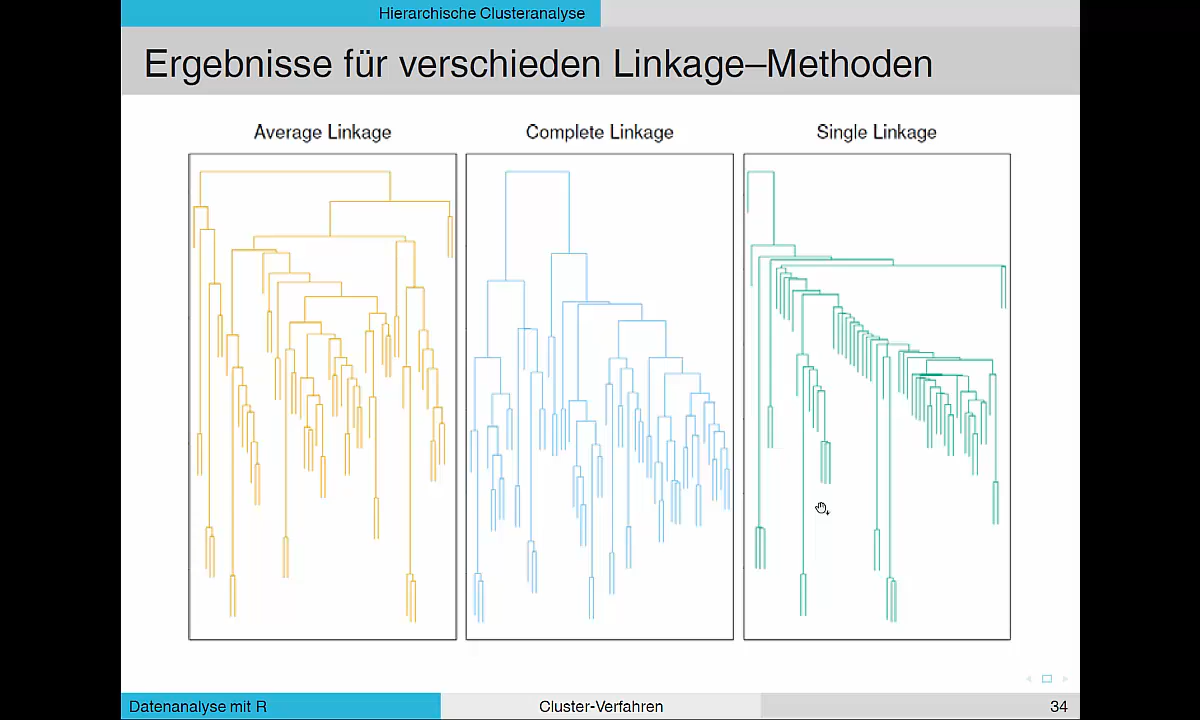 Hierarchische Clusteranalyse
Ergebnisse für verschieden Linkage–Methoden
Average Linkage
Complete Linkage
Single Linkage
Datenanalyse mit R
Cluster-Verfahren
34